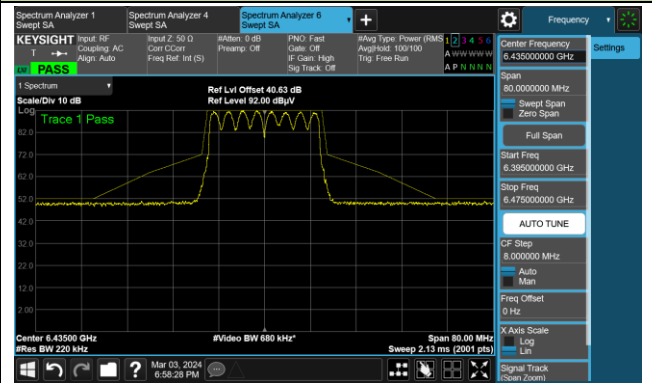 Spectrum Analyzer 1
Swept SA
Spectrum Analyzer 4
Swept SA
Spectrum Analyzer 6
Swept SA
Frequency
KEYSIGHT
T
LNI
PASS
Input: RF
Coupling: AC
Align: Auto
Input Z: 50 Ω
Corr CCorr
Freq Ref: Int (S)
#Atten: 0 dB
Preamp: Off
PNO: Fast
Gate: Off
IF Gain: High
Sig Track: Off
#Avg Type: Power (RMS
Avg|Hold: 100/100
Trig: Free Run
1 2 3 4 5 6
A W W W W W
A P N N N N
1 Spectrum
Scale/Div 10 dB
Ref Lvl Offset 40.63 dB
Ref Level 92.00 dBµV
Log
Trace 1 Pass
82.0
72.0
62.0
52.0
42.0
32.0
22.0
12.0
2.00
Center 6.43500 GHz
#Res BW 220 kHz
#Video BW 680 kHz*
Span 80.00 MHz
Sweep 2.13 ms (2001 pts)
Center Frequency
6.435000000 GHz
Settings
Span
80.0000000 MHz
Swept Span
Zero Span
Full Span
Start Freq
6.395000000 GHz
Stop Freq
6.475000000 GHz
AUTO TUNE
CF Step
8.000000 MHz
Auto
Man
Freq Offset
0 Hz
X Axis Scale
Log
Lin
Signal Track
(Span Zoom)
?
Mar 03, 2024
6:58:28 PM